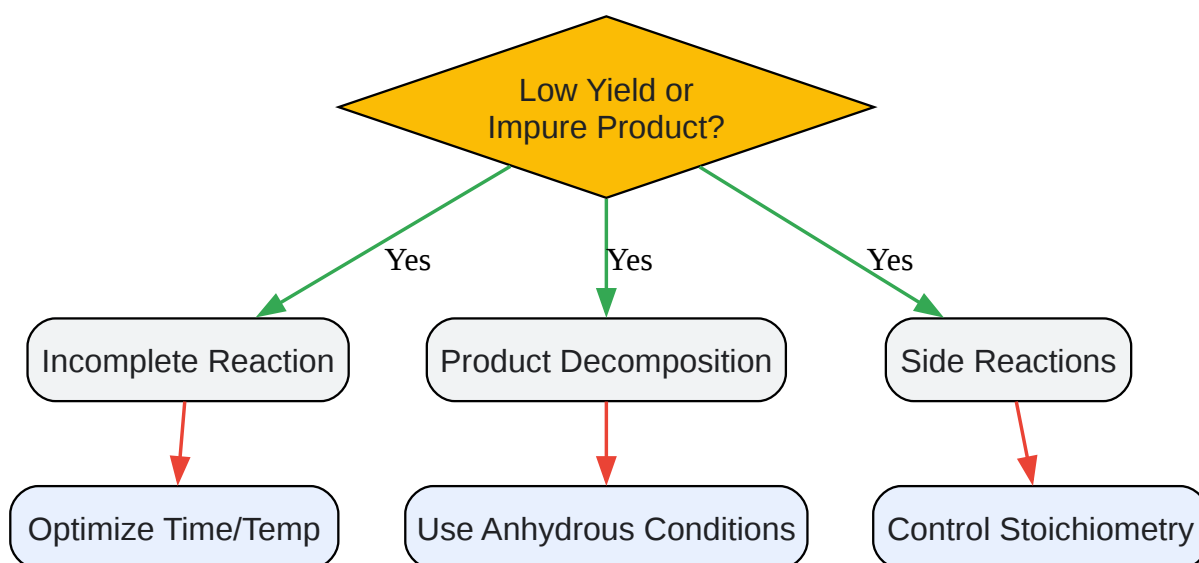 Low Yield or
Impure Product?
Yes
Yes
Yes
Incomplete Reaction
Product Decomposition
Side Reactions
Optimize Time/Temp
Use Anhydrous Conditions
Control Stoichiometry